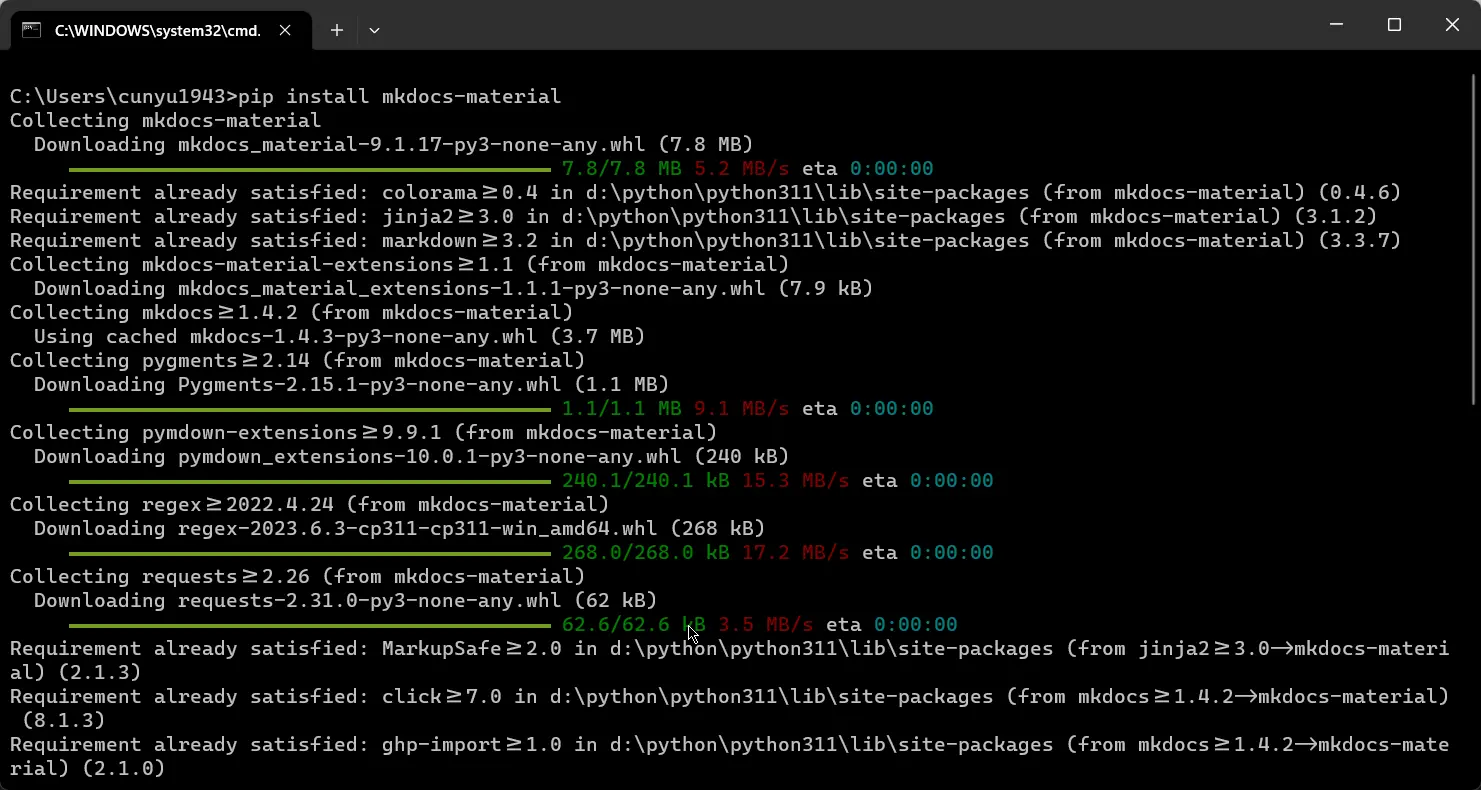 C:\WINDOWS\system32\cmd.
C:\Users\cunyu1943>pip install mkdocs-material
Collecting mkdocs-material
  Downloading mkdocs_material-9.1.17-py3-none-any.whl (7.8 MB)
7.8/7.8 MB 5.2 MB/s eta 0:00:00
Requirement already satisfied: colorama≥0.4 in d:\python\python311\lib\site-packages (from mkdocs-material) (0.4.6)
Requirement already satisfied: jinja2≥3.0 in d:\python\python311\lib\site-packages (from mkdocs-material) (3.1.2)
Requirement already satisfied: markdown≥3.2 in d:\python\python311\lib\site-packages (from mkdocs-material) (3.3.7)
Collecting mkdocs-material-extensions≥1.1 (from mkdocs-material)
  Downloading mkdocs_material_extensions-1.1.1-py3-none-any.whl (7.9 kB)
Collecting mkdocs≥1.4.2 (from mkdocs-material)
  Using cached mkdocs-1.4.3-py3-none-any.whl (3.7 MB)
Collecting pygments≥2.14 (from mkdocs-material)
  Downloading Pygments-2.15.1-py3-none-any.whl (1.1 MB)
1.1/1.1 MB 9.1 MB/s eta 0:00:00
Collecting pymdown-extensions≥9.9.1 (from mkdocs-material)
  Downloading pymdown_extensions-10.0.1-py3-none-any.whl (240 kB)
240.1/240.1 kB 15.3 MB/s eta 0:00:00
Collecting regex≥2022.4.24 (from mkdocs-material)
  Downloading regex-2023.6.3-cp311-cp311-win_amd64.whl (268 kB)
268.0/268.0 kB 17.2 MB/s eta 0:00:00
Collecting requests≥2.26 (from mkdocs-material)
  Downloading requests-2.31.0-py3-none-any.whl (62 kB)
62.6/62.6 kB 3.5 MB/s eta 0:00:00
Requirement already satisfied: MarkupSafe≥2.0 in d:\python\python311\lib\site-packages (from jinja2≥3.0→mkdocs-materi
al) (2.1.3)
Requirement already satisfied: click≥7.0 in d:\python\python311\lib\site-packages (from mkdocs≥1.4.2→mkdocs-material)
 (8.1.3)
Requirement already satisfied: ghp-import≥1.0 in d:\python\python311\lib\site-packages (from mkdocs≥1.4.2→mkdocs-mate
rial) (2.1.0)